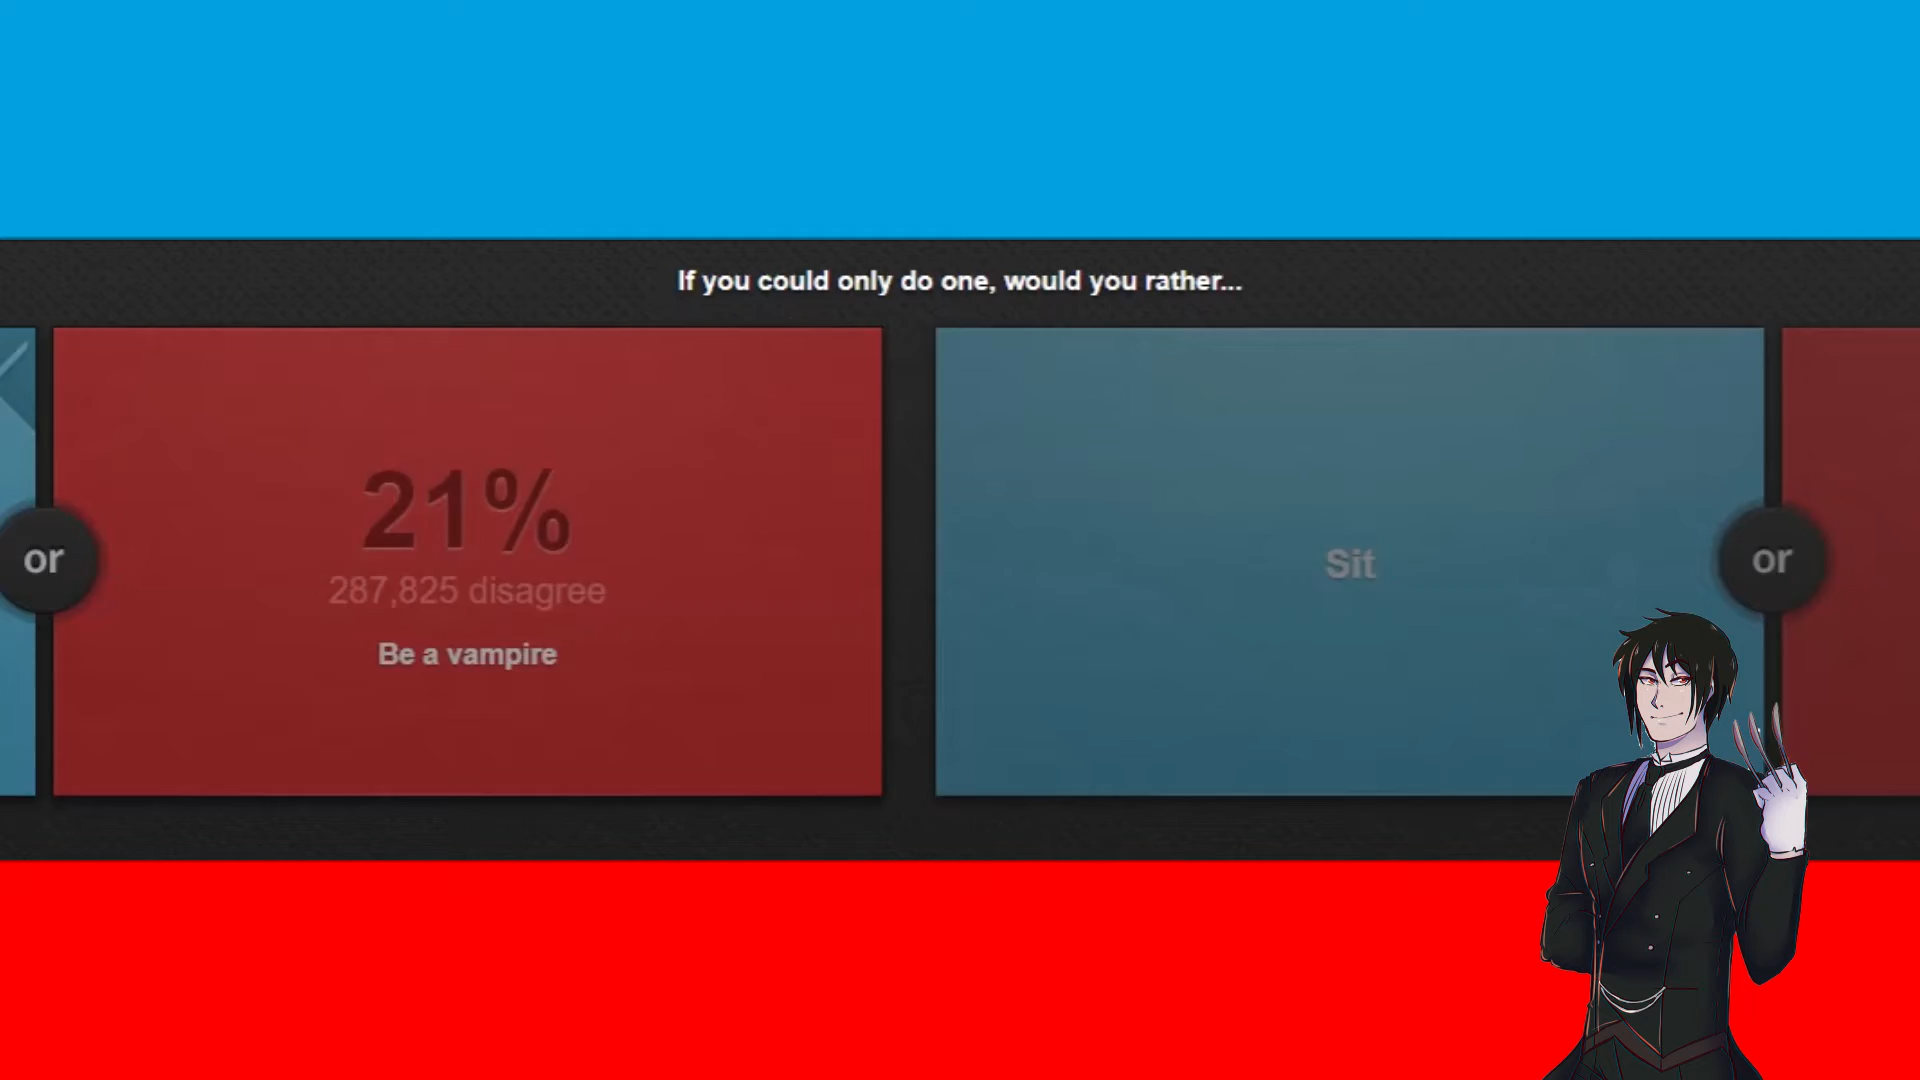 If you could only do one, would you rather...
or
21%
287,825 disagree
Be a vampire
Sit
or